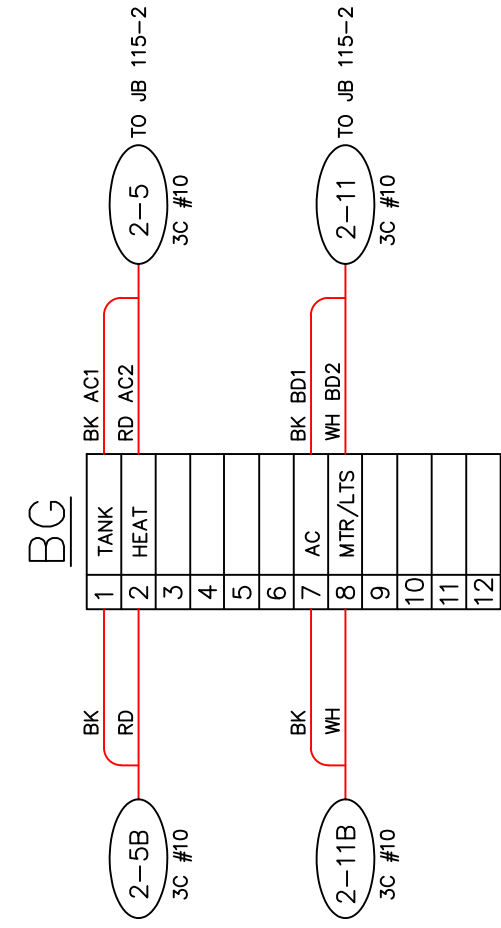 BG
BK AC1
RD AC2
2-5
TO JB 115-2
3C #10
BK
RD
2-5B
3C #10
1 TANK
2 HEAT
3
4
5
6
7 AC
8 MTR/LTS
9
10
11
12
BK BD1
WH BD2
2-11
TO JB 115-2
3C #10
BK
WH
2-11B
3C #10